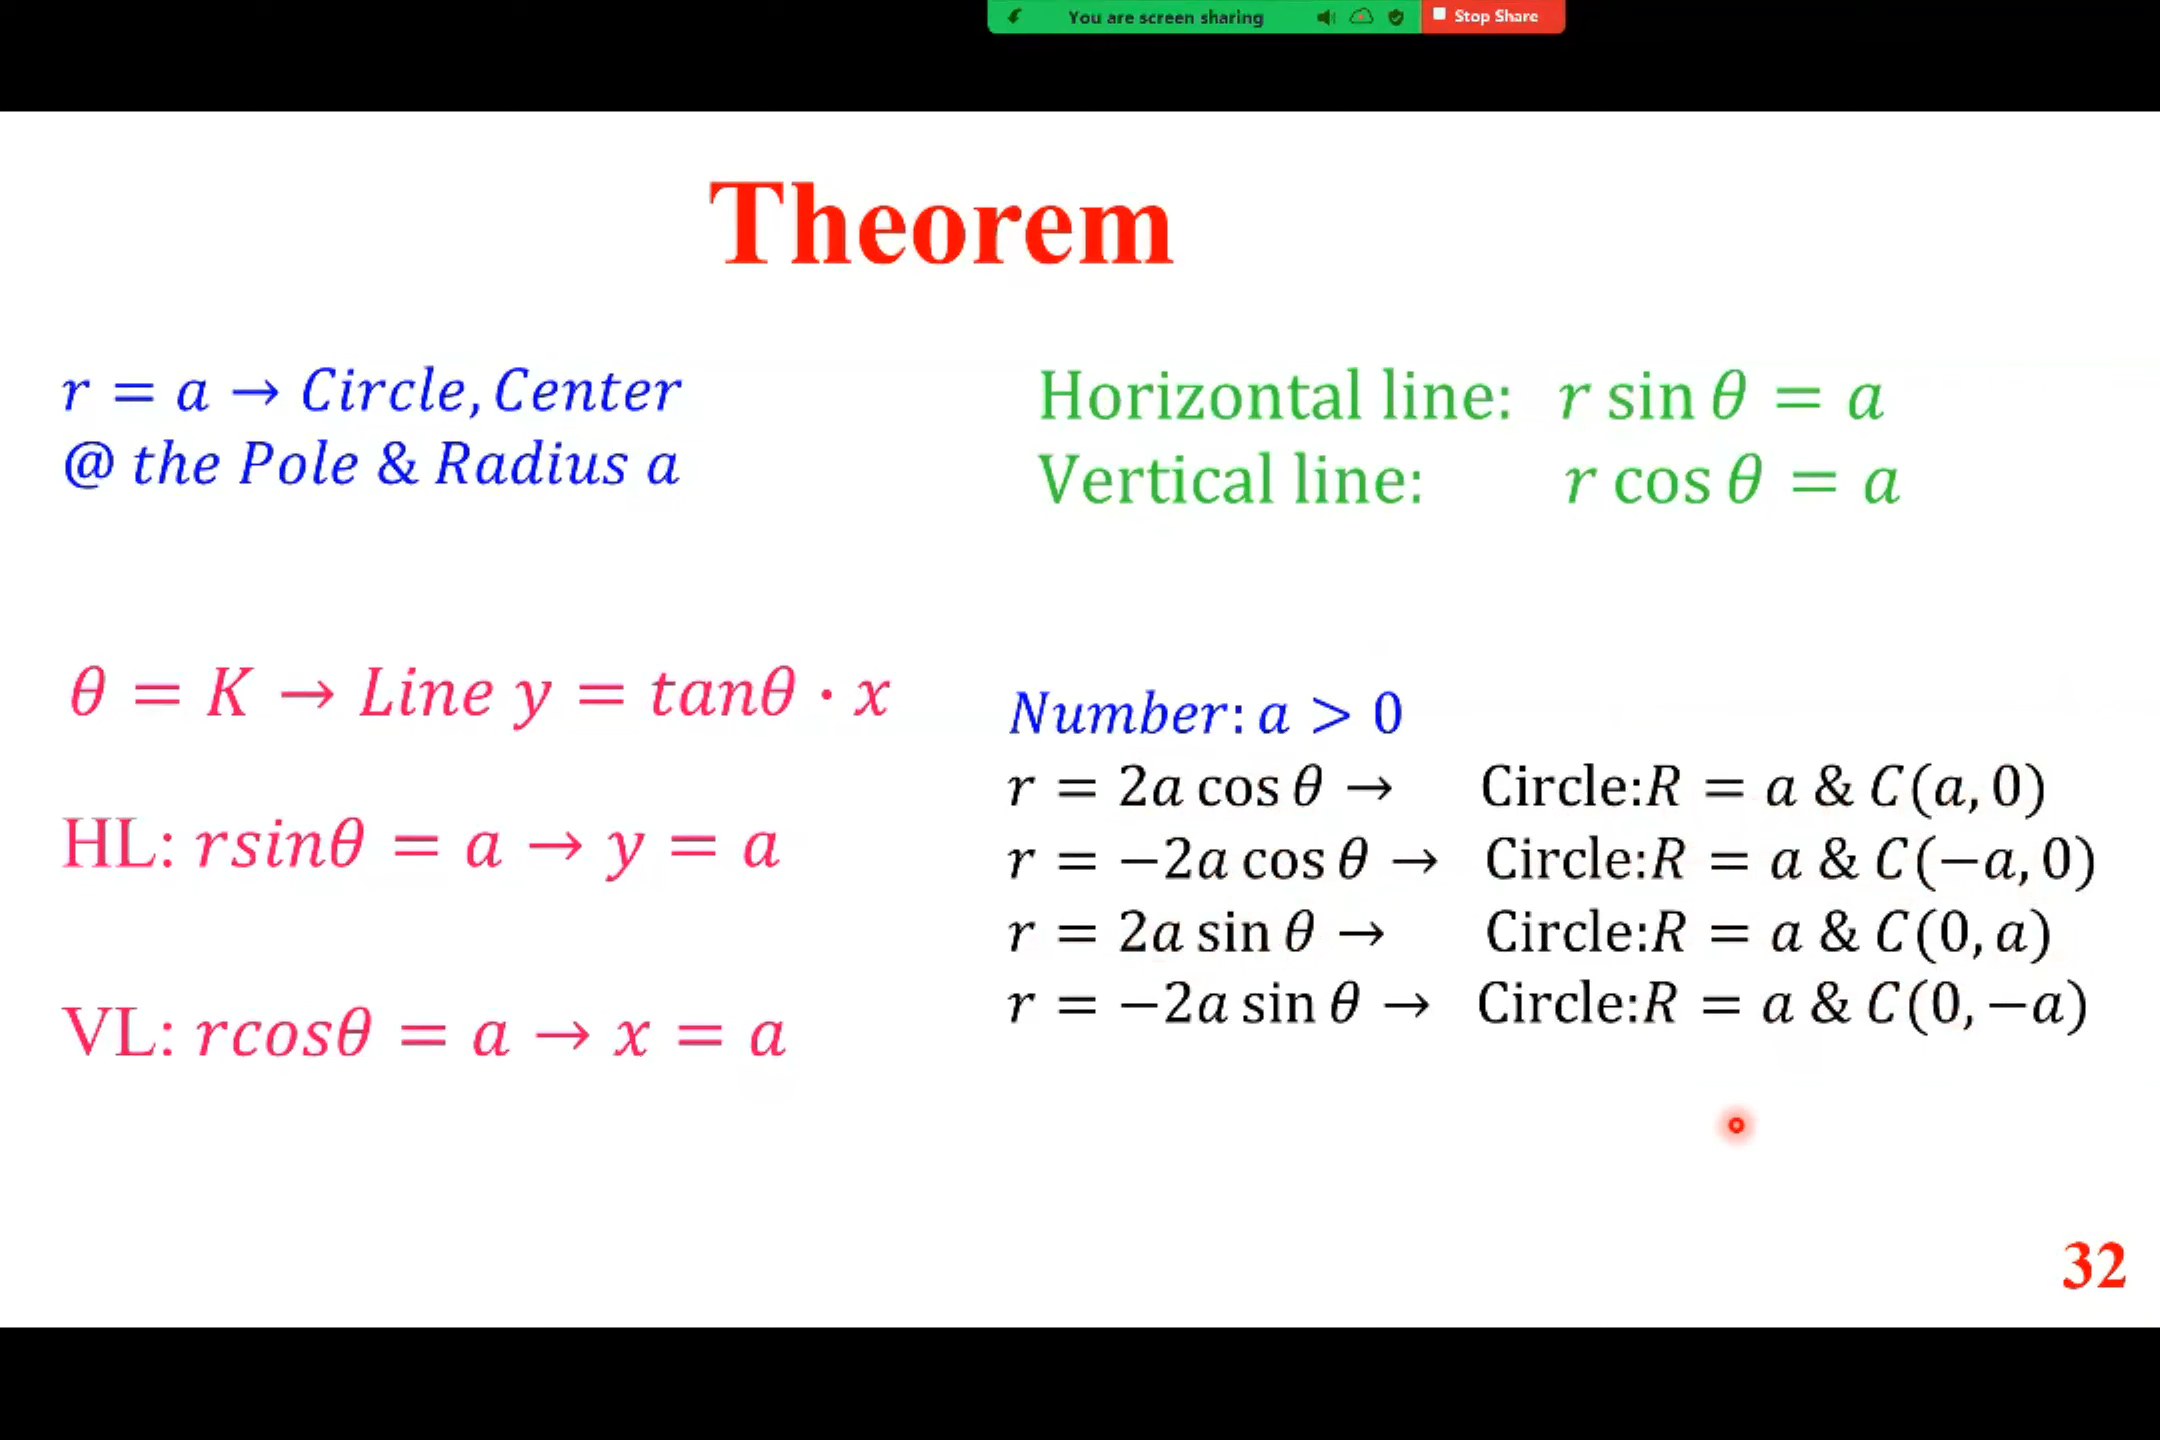 You are screen sharing
Stop Share
Theorem
r = a → Circle, Center
@ the Pole & Radius a
Horizontal line: r sin θ = a
Vertical line: r cos θ = a
θ = K → Line y = tanθ · x
HL: rsinθ = a → y = a
VL: rcosθ = a → x = a
Number: a > 0
r = 2a cos θ → Circle:R = a & C(a, 0)
r = −2a cos θ → Circle:R = a & C(−a, 0)
r = 2a sin θ → Circle:R = a & C(0, a)
r = −2a sin θ → Circle:R = a & C(0, −a)
32